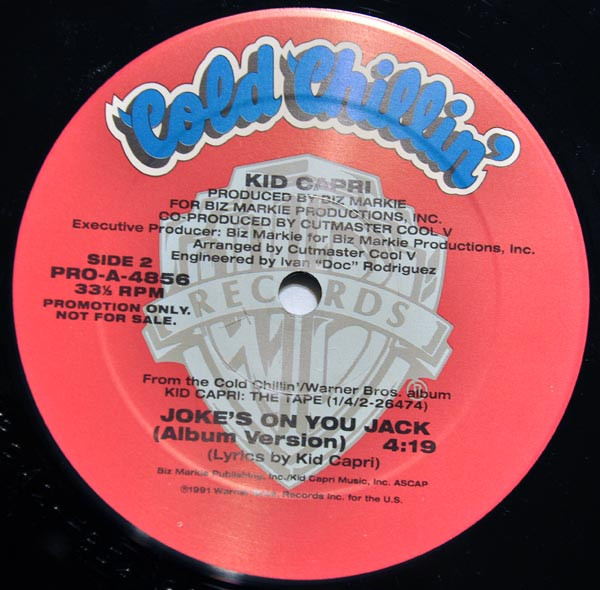 Cold Chillin'
KID CAPRI
PRODUCED BY BIZ MARKIE
FOR BIZ MARKIE PRODUCTIONS, INC.
CO-PRODUCED BY CUTMASTER COOL V
Executive Producer: Biz Markie for Biz Markie Productions, Inc.
Arranged by Cutmaster Cool V
Engineered by Ivan "Doc" Rodriguez
SIDE 2
PRO-A-4856
33⅓ RPM
PROMOTION ONLY.
NOT FOR SALE.
RECORDS
®
From the Cold Chillin'/Warner Bros. album
KID CAPRI: THE TAPE (1/4/2-26474)
JOKE'S ON YOU JACK
(Album Version) 4:19
(Lyrics by Kid Capri)
Biz Markie Publishing, Inc./Kid Capri Music, Inc. ASCAP
℗1991 Warner Bros. Records Inc. for the U.S.